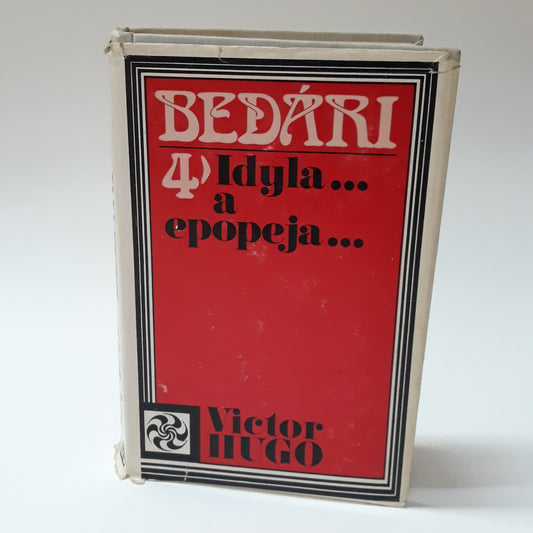 BEDÁRI
4) Idyla...
a
epopeja...
Victor
HUGO